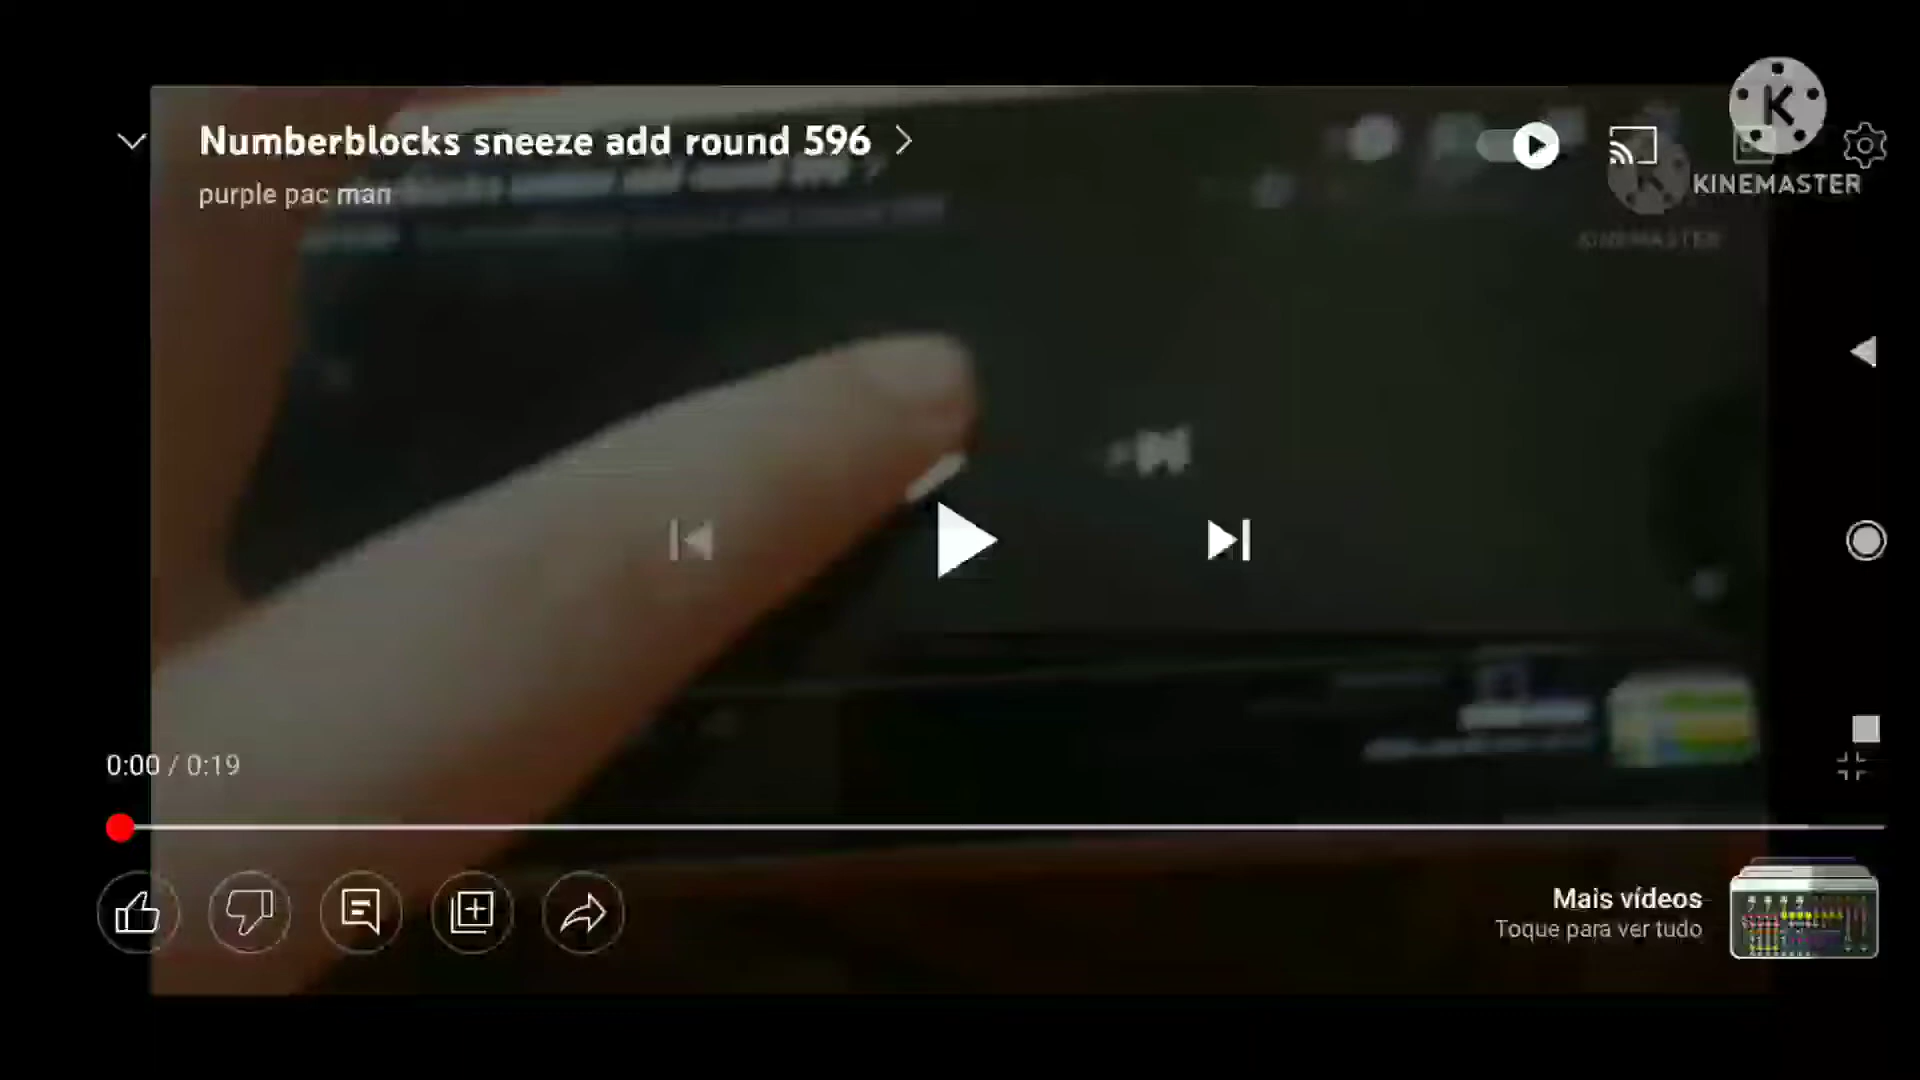 Numberblocks sneeze add round 596
purple pac man
K
KINEMASTER
KINEMASTER
0:00 / 0:19
Mais vídeos
Toque para ver tudo